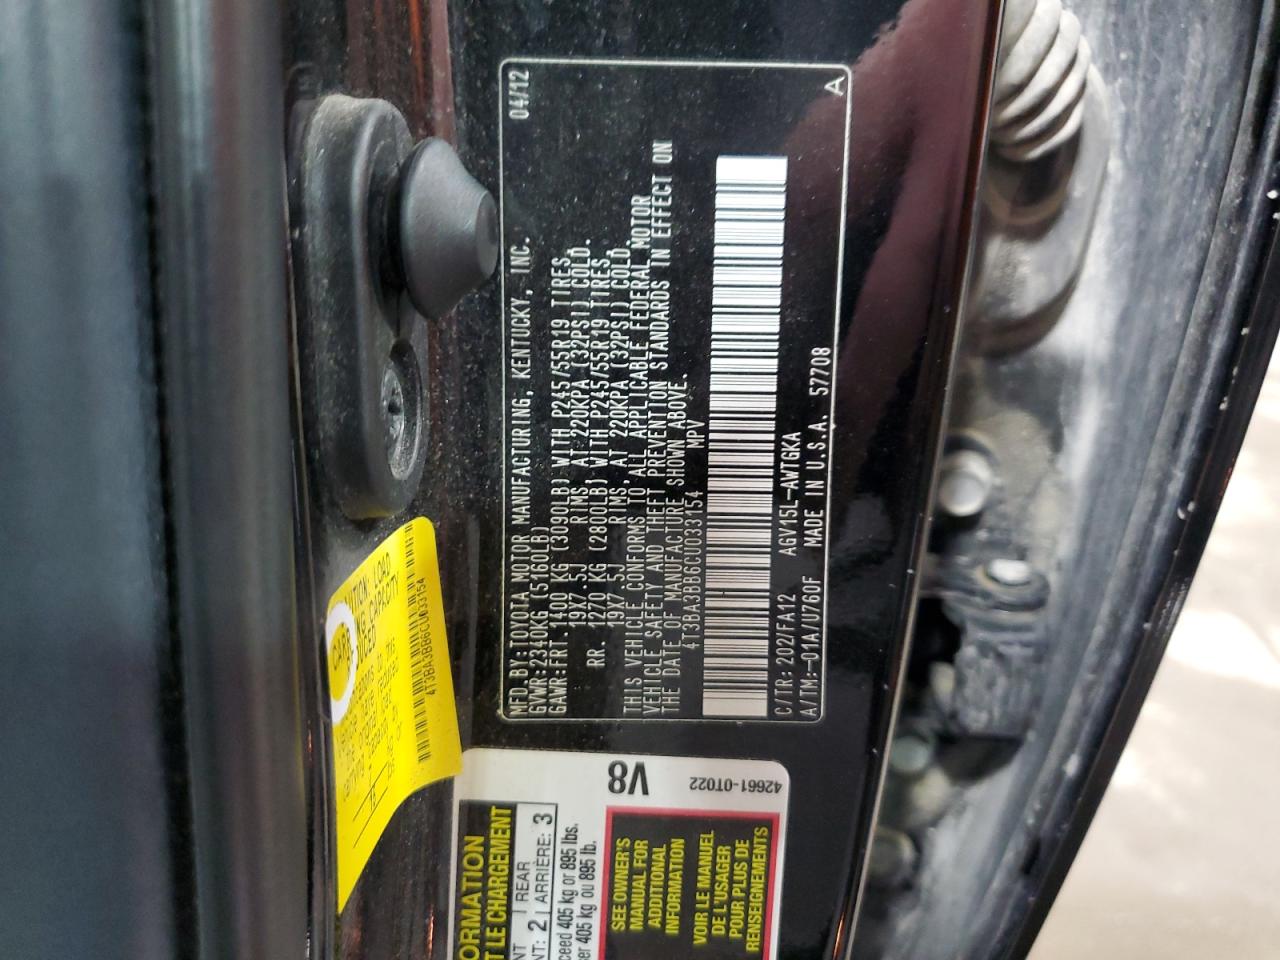 MFD.BY:TOYOTA MOTOR MANUFACTURING, KENTUCKY, INC. 04/12
GVWR:2340KG (5160LB)
GAWR:FRT.1400 KG (3090LB) WITH P245/55R19 TIRES,
19X7.5J RIMS, AT 220KPA (32PSI) COLD.
RR. 1270 KG (2800LB) WITH P245/55R19 TIRES,
19X7.5J RIMS, AT 220KPA (32PSI) COLD.
THIS VEHICLE CONFORMS TO ALL APPLICABLE FEDERAL MOTOR
VEHICLE SAFETY AND THEFT PREVENTION STANDARDS IN EFFECT ON
THE DATE OF MANUFACTURE SHOWN ABOVE.
4T3BA3BB6CU033154 MPV
C/TR:202/FA12 AGV15L-AWTGKA
A/TM:-01A/U760F MADE IN U.S.A. 57708
A
LOAD
CAPACITY
4T3BA3BB6CU033154
V8
42661-0T022
LE CHARGEMENT
2 REAR
ARRIÈRE: 3
405 kg or 895 lbs.
405 kg ou 895 lb.
SEE OWNER'S
MANUAL FOR
ADDITIONAL
INFORMATION
VOIR LE MANUEL
DE L'USAGER
POUR PLUS DE
RENSEIGNEMENTS